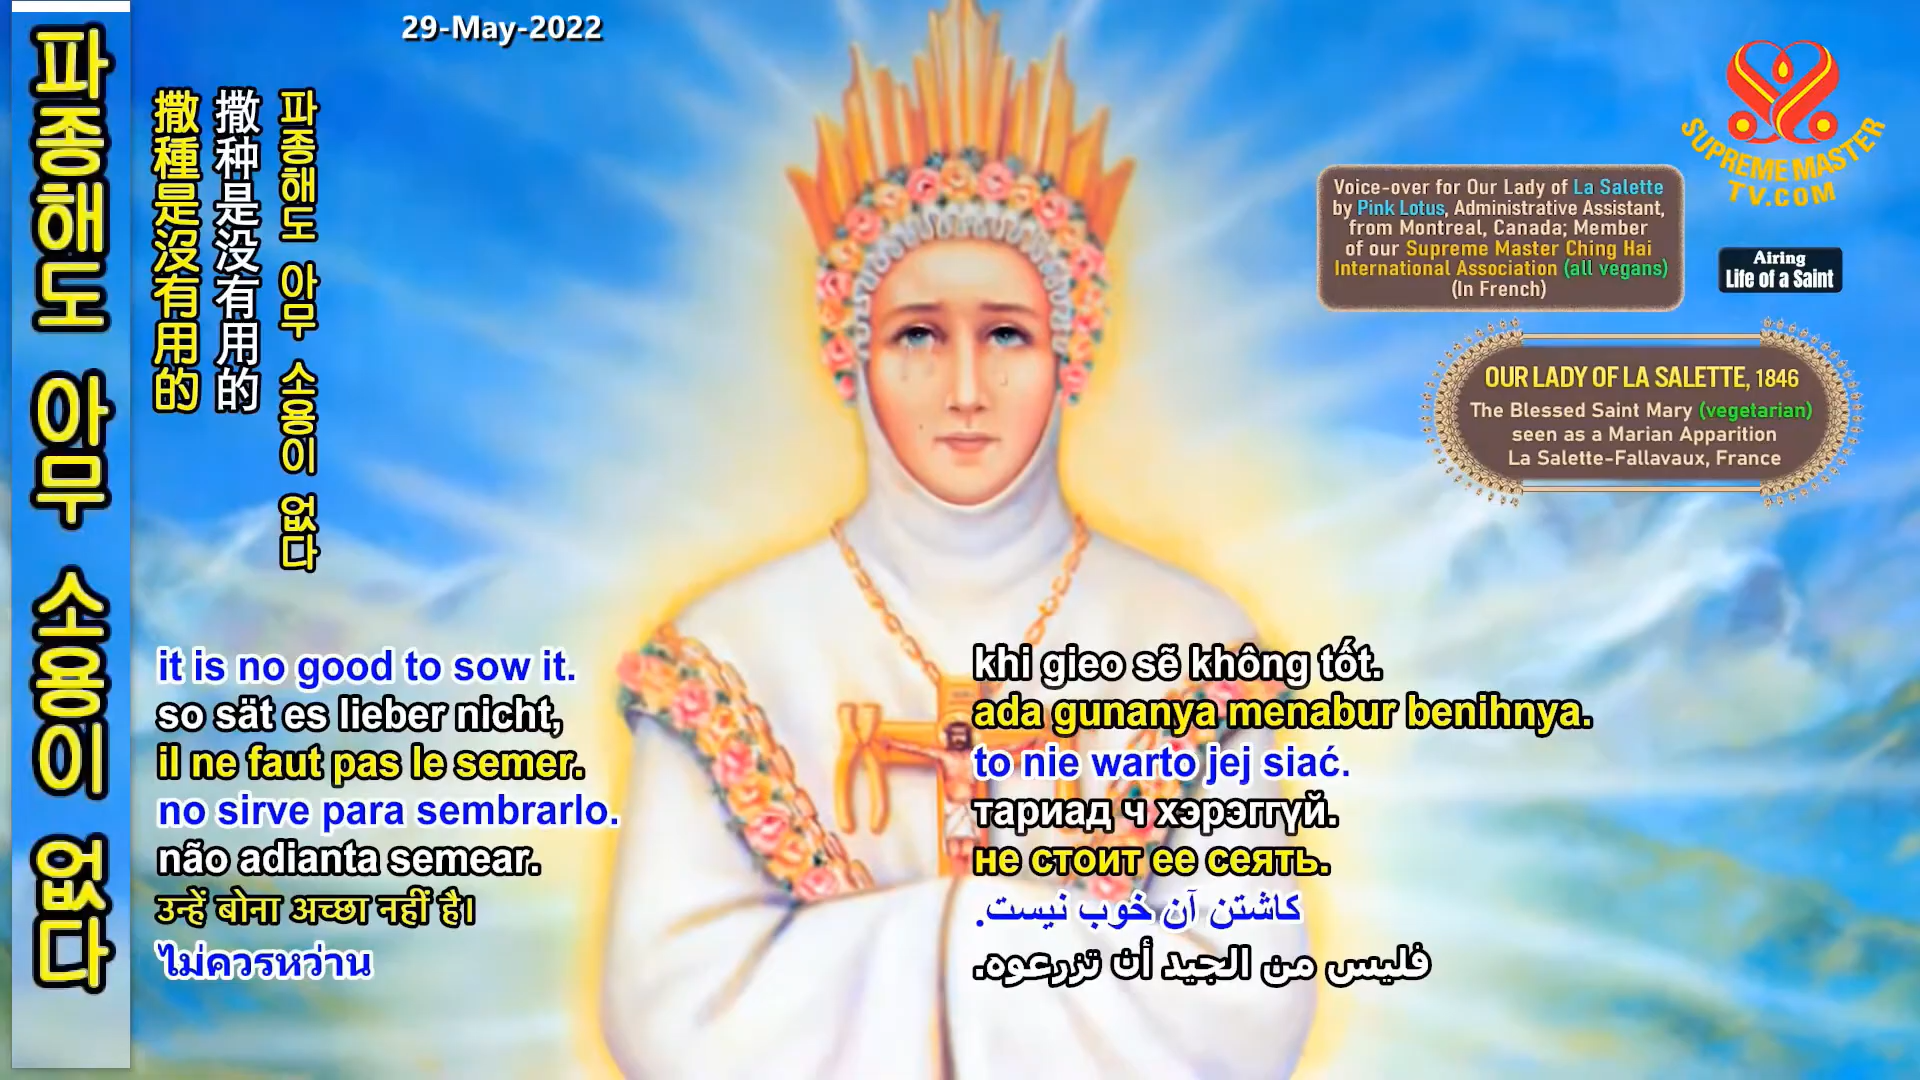 29-May-2022
파종해도 아무 소용이 없다
撒種是沒有用的
撒种是没有用的
파종해도 아무 소용이 없다
SUPREME MASTER
TV.COM
Voice-over for Our Lady of La Salette
by Pink Lotus, Administrative Assistant,
from Montreal, Canada; Member
of our Supreme Master Ching Hai
International Association (all vegans)
(In French)
Airing
Life of a Saint
OUR LADY OF LA SALETTE, 1846
The Blessed Saint Mary (vegetarian)
seen as a Marian Apparition
La Salette-Fallavaux, France
it is no good to sow it.
so sät es lieber nicht,
il ne faut pas le semer.
no sirve para sembrarlo.
não adianta semear.
उन्हें बोना अच्छा नहीं है।
ไม่ควรหว่าน
khi gieo sẽ không tốt.
ada gunanya menabur benihnya.
to nie warto jej siać.
тариад ч хэрэггүй.
не стоит ее сеять.
کاشتن آن خوب نیست.
فليس من الجيد أن تزرعوه.